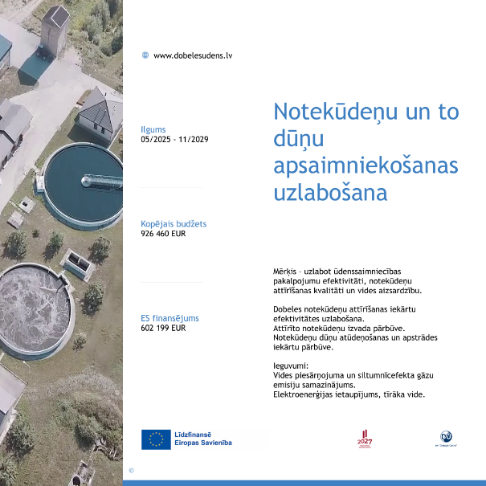 www.dobelesudens.lv
Notekūdeņu un to
dūņu
apsaimniekošanas
uzlabošana
Ilgums
05/2025 - 11/2029
Kopējais budžets
926 460 EUR
ES finansējums
602 199 EUR
Mērķis – uzlabot ūdenssaimniecības
pakalpojumu efektivitāti, notekūdeņu
attīrīšanas kvalitāti un vides aizsardzību.
Dobeles notekūdeņu attīrīšanas iekārtu
efektivitātes uzlabošana.
Attīrīto notekūdeņu izvada pārbūve.
Notekūdeņu dūņu atūdeņošanas un apstrādes
iekārtu pārbūve.
Ieguvumi:
Vides piesārņojuma un siltumnīcefekta gāzu
emisiju samazinājums.
Elektroenerģijas ietaupījums, tīrāka vide.
Līdzfinansē
Eiropas Savienība
2027